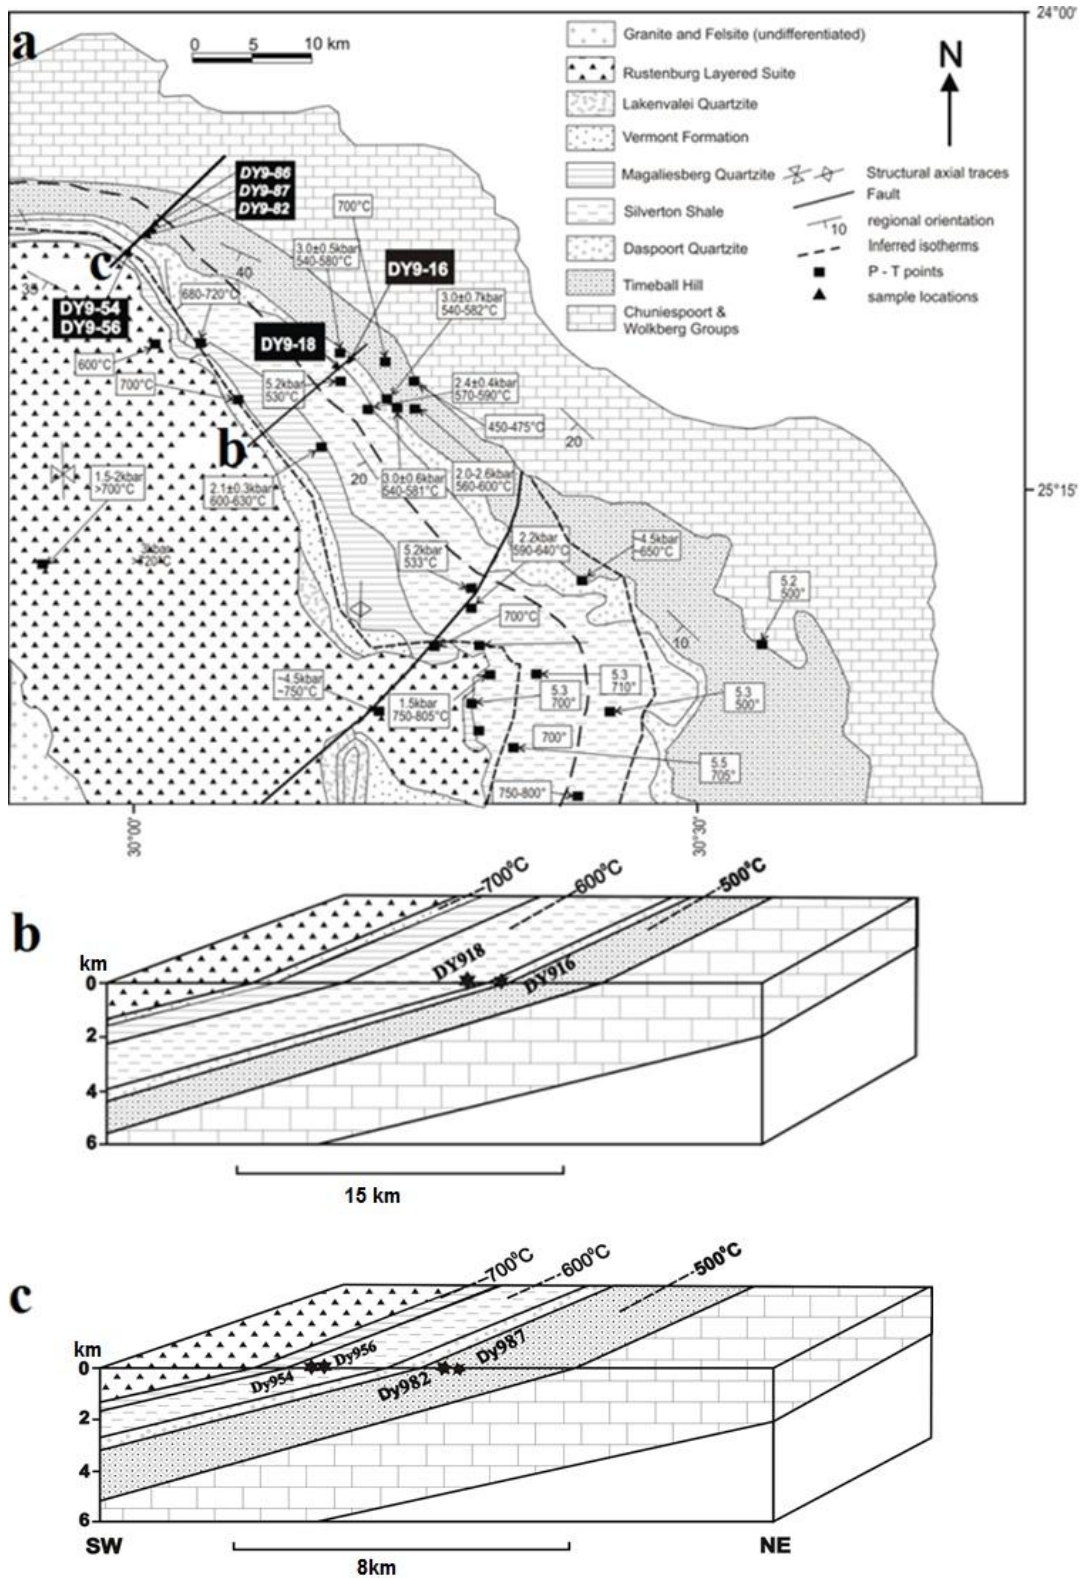 a
0 5 10 km
Granite and Felsite (undifferentiated)
Rustenburg Layered Suite
Lakenvalei Quartzite
Vermont Formation
Magaliesberg Quartzite
Silverton Shale
Daspoort Quartzite
Timeball Hill
Chuniespoort &
Wolkberg Groups
N
Structural axial traces
Fault
10
regional orientation
Inferred isotherms
P - T points
sample locations
24°00'
25°15'
30°00'
30°30'
DY9-86
DY9-87
DY9-82
700°C
3.0±0.5kbar
540-580°C
DY9-16
c
40
35
680-720°C
3.0±0.7kbar
540-582°C
DY9-54
DY9-56
DY9-18
600°C
700°C
5.2kbar
530°C
2.4±0.4kbar
570-590°C
450-475°C
20
b
20
1.5-2kbar
>700°C
2.1±0.3kbar
600-630°C
3.0±0.6kbar
540-581°C
2.0-2.6kbar
560-600°C
3kbar
>720°C
5.2kbar
533°C
2.2kbar
590-640°C
~4.5kbar
~650°C
5.2
500°
700°C
10
~4.5kbar
~750°C
1.5kbar
750-805°C
5.3
700°
5.3
710°
5.3
500°
700°
5.5
705°
750-800°
b
700°C
600°C
500°C
km
0
2
4
6
DY918
DY916
15 km
c
700°C
600°C
500°C
km
0
2
4
6
Dy954
Dy956
Dy982
Dy987
SW
NE
8km